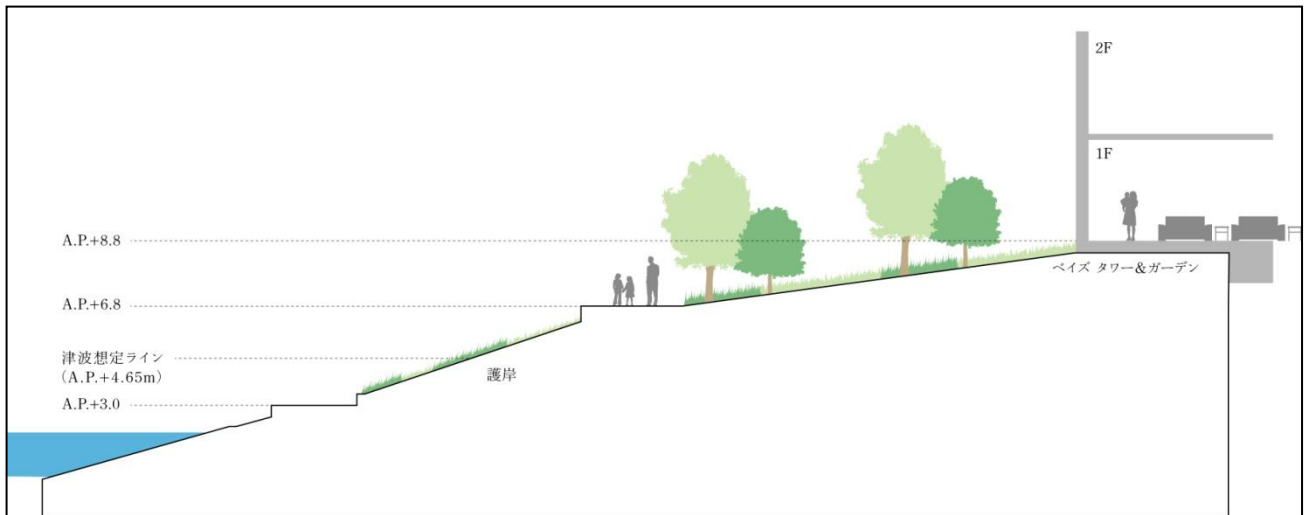 2F
1F
A.P.+8.8
ベイズ タワー&ガーデン
A.P.+6.8
津波想定ライン
(A.P.+4.65m)
護岸
A.P.+3.0